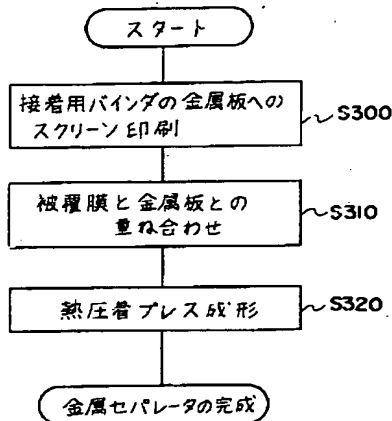 スタート
接着用バインダの金属板への
スクリーン印刷
S300
被覆膜と金属板との
重ね合わせ
S310
熱圧着プレス成形
S320
金属セパレータの完成